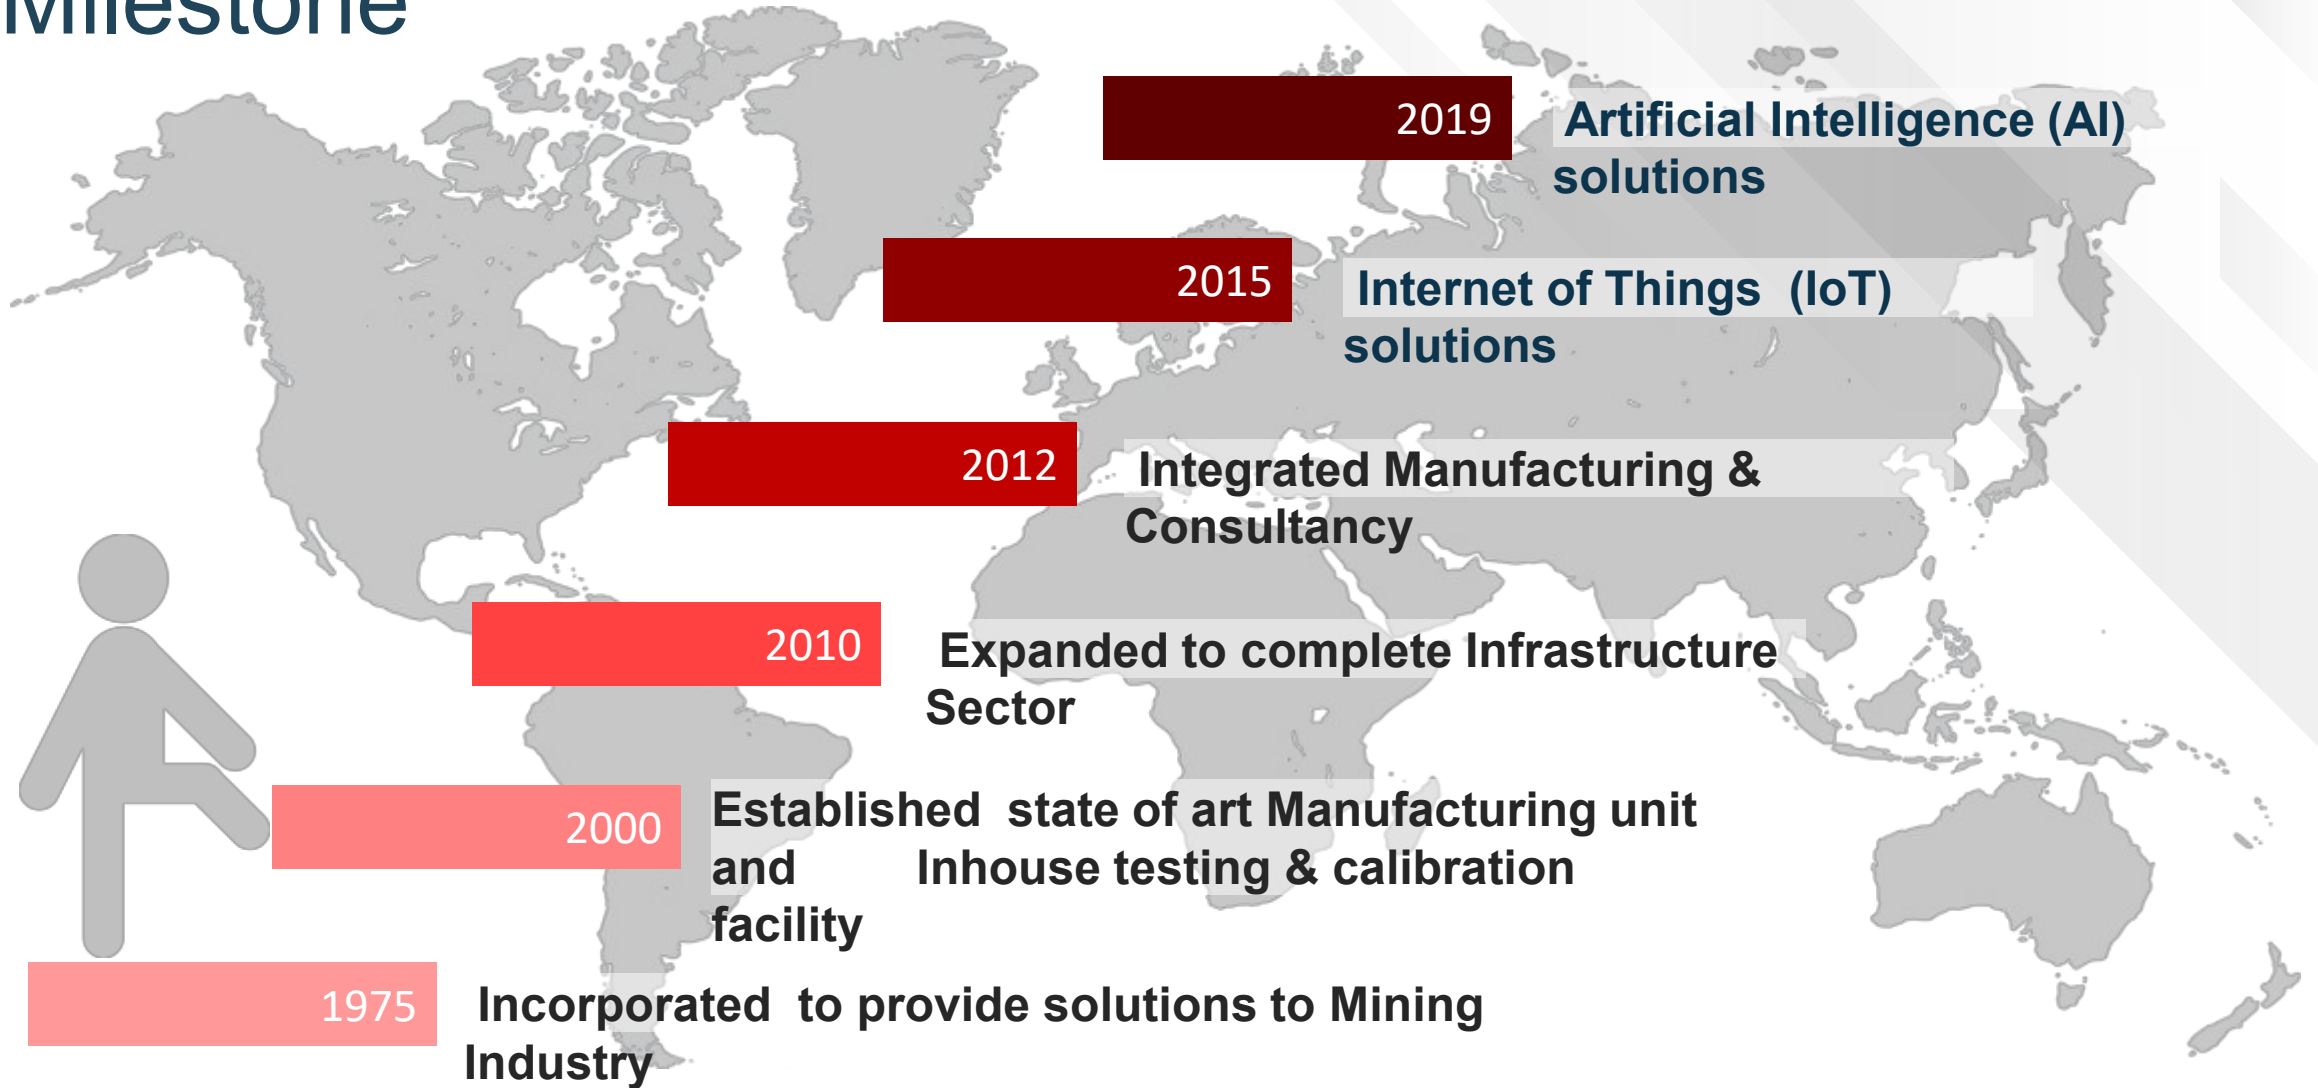 Milestone
2019
Artificial Intelligence (AI)
solutions
2015
Internet of Things (IoT)
solutions
2012
Integrated Manufacturing &
Consultancy
2010
Expanded to complete Infrastructure
Sector
2000
Established state of art Manufacturing unit
and Inhouse testing & calibration
facility
1975
Incorporated to provide solutions to Mining
Industry